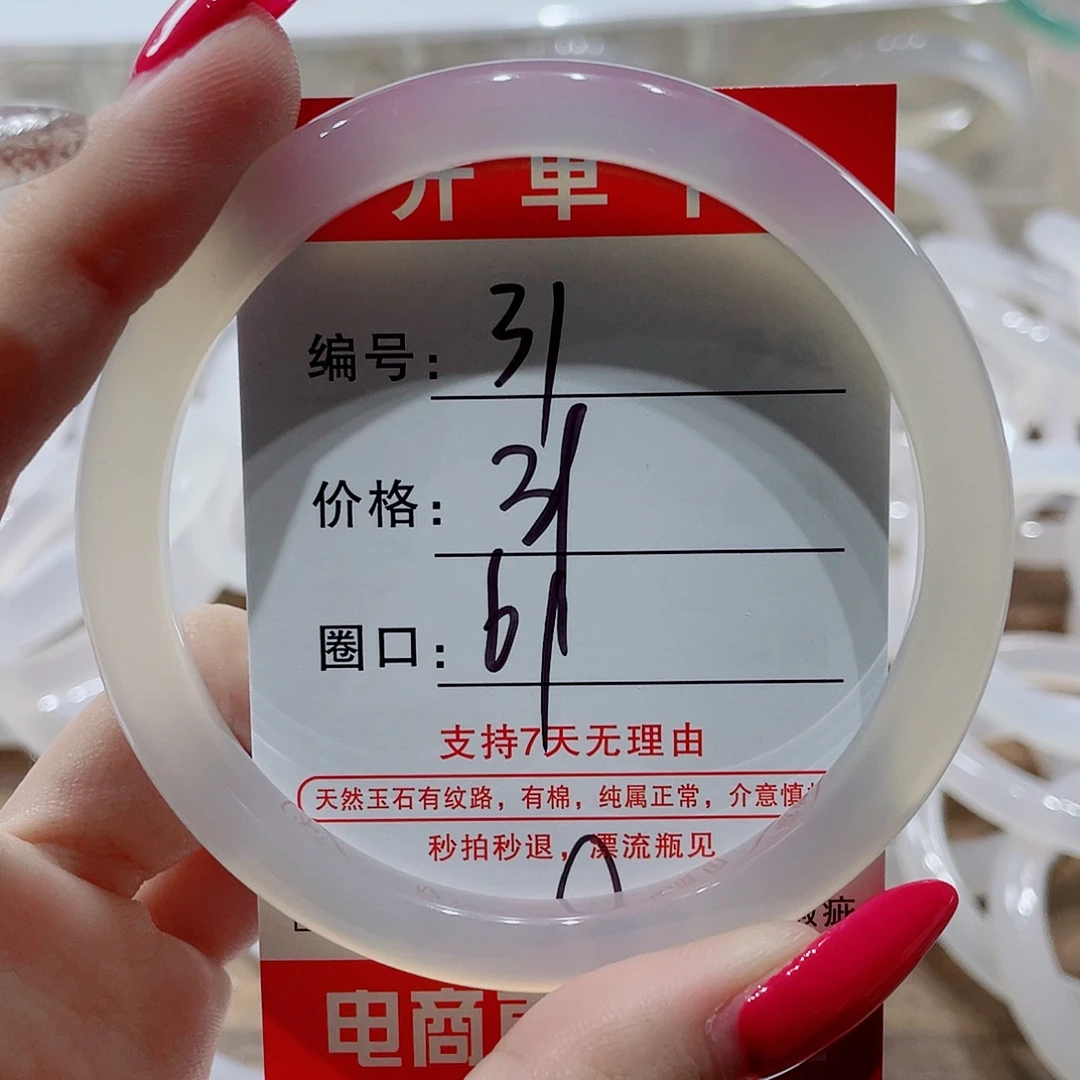 开单
编号：31
价格：31
圈口：61
支持7天无理由
天然玉石有纹路，有棉，纯属正常，介意慎
秒拍秒退，漂流瓶见
疵
电商